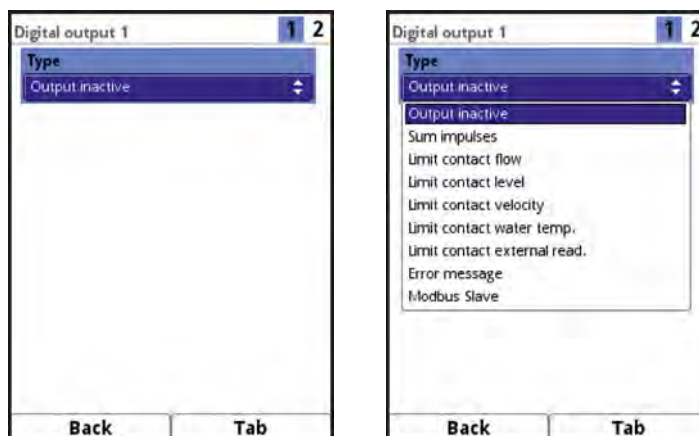 Digital output 1 1 2
Type
Output inactive
Back Tab
Digital output 1 1 2
Type
Output inactive
Output inactive
Sum impulses
Limit contact flow
Limit contact level
Limit contact velocity
Limit contact water temp.
Limit contact external read.
Error message
Modbus Slave
Back Tab